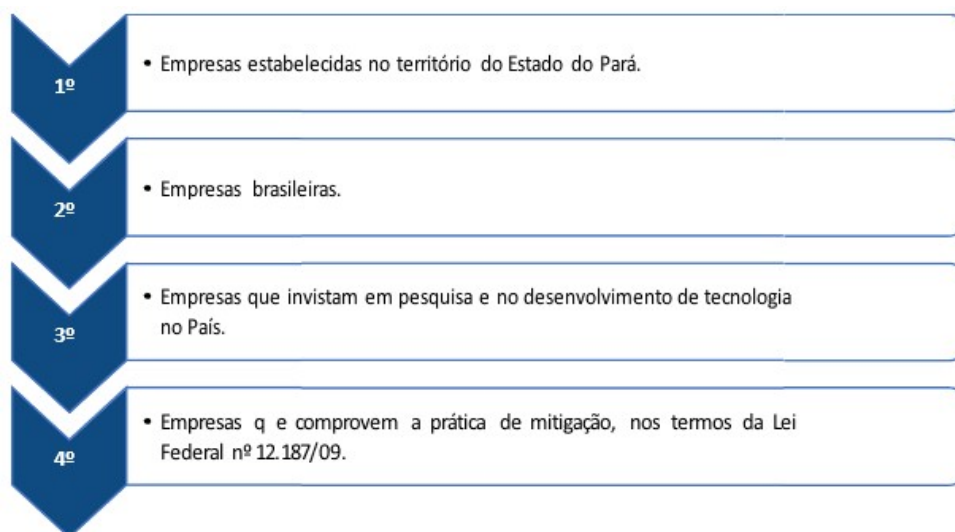 1º
• Empresas estabelecidas no território do Estado do Pará.
2º
• Empresas brasileiras.
3º
• Empresas que invistam em pesquisa e no desenvolvimento de tecnologia
no País.
4º
• Empresas q e comprovem a prática de mitigação, nos termos da Lei
Federal nº 12.187/09.